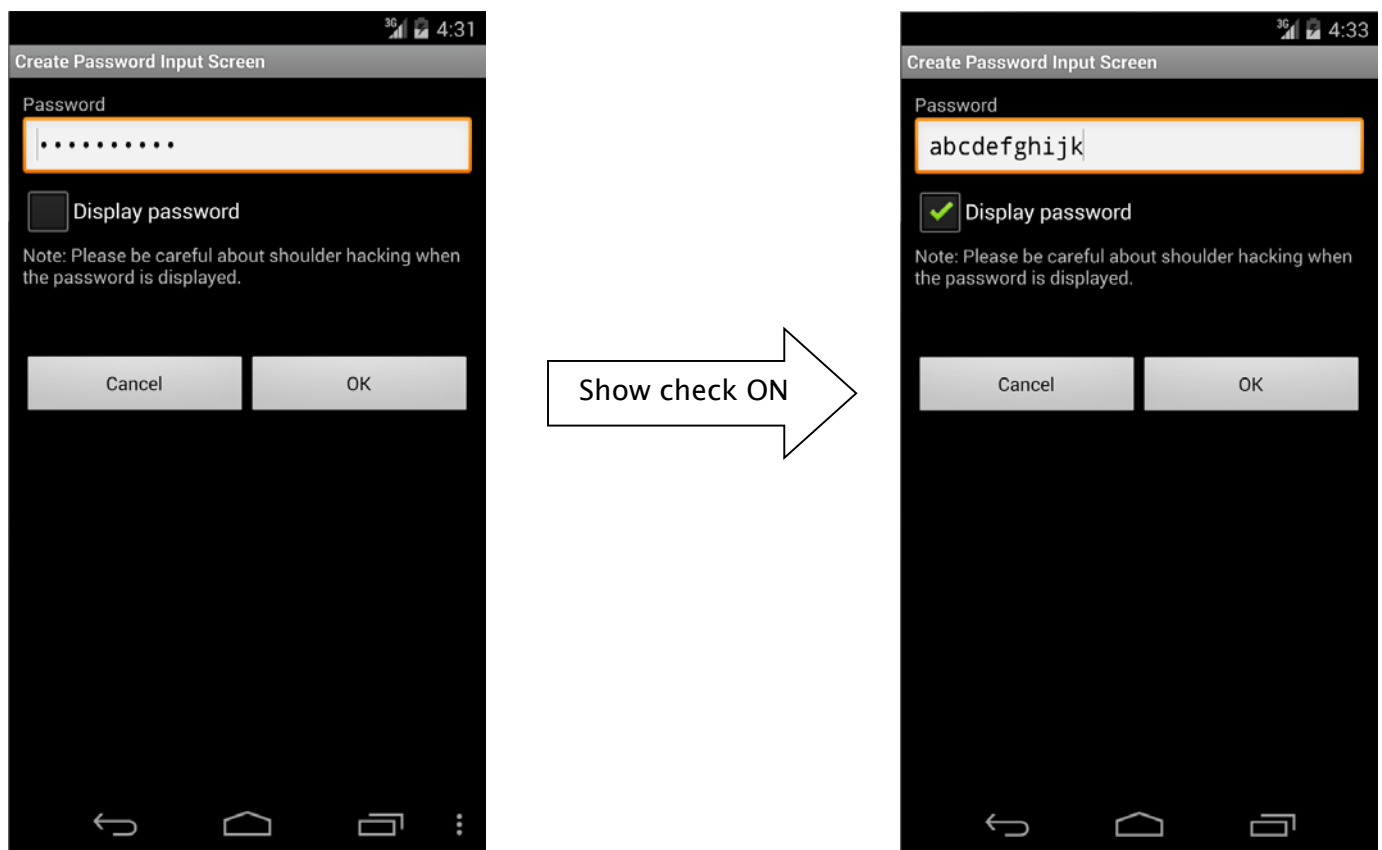 3G 4:31
Create Password Input Screen
Password
••••••••••
Display password
Note: Please be careful about shoulder hacking when
the password is displayed.
Cancel OK
Show check ON
3G 4:33
Create Password Input Screen
Password
abcdefghijk
Display password
Note: Please be careful about shoulder hacking when
the password is displayed.
Cancel OK